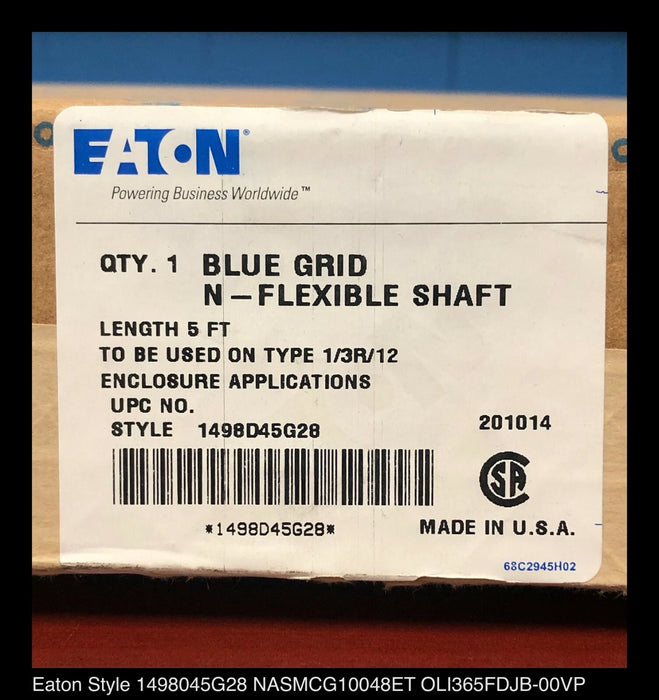 EATON®
Powering Business Worldwide™
QTY. 1 BLUE GRID
N-FLEXIBLE SHAFT
LENGTH 5 FT
TO BE USED ON TYPE 1/3R/12
ENCLOSURE APPLICATIONS
UPC NO.
STYLE 1498D45G28
201014
CSA
*1498D45G28*
MADE IN U.S.A.
68C2945H02
Eaton Style 1498045G28 NASMCG10048ET OLI365FDJB-00VP